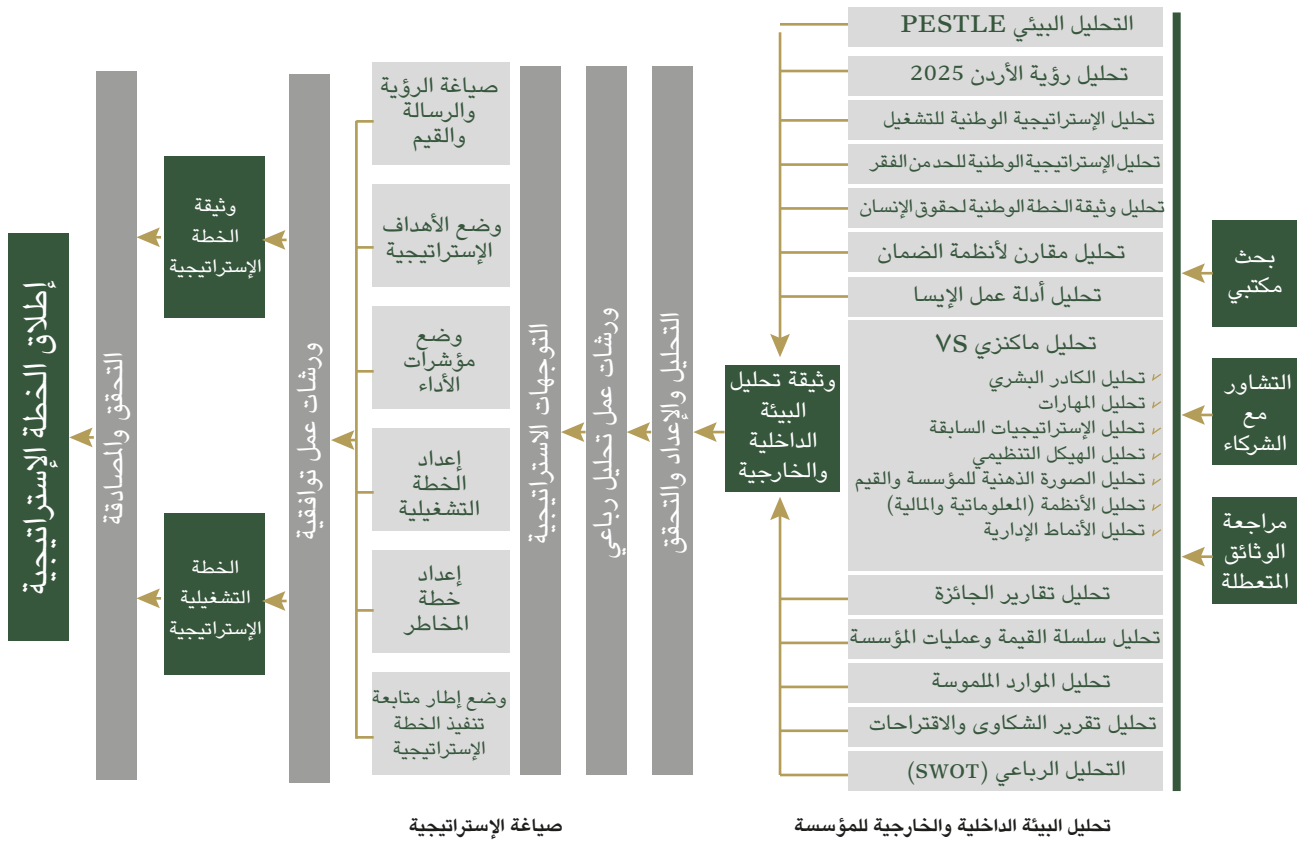 بحث
مكتبي
التشاور
مع
الشركاء
مراجعة
الوثائق
المتعطلة
التحليل البيئي PESTLE
تحليل رؤية الأردن 2025
تحليل الإستراتيجية الوطنية للتشغيل
تحليل الإستراتيجية الوطنية للحد من الفقر
تحليل وثيقة الخطة الوطنية لحقوق الإنسان
تحليل مقارن لأنظمة الضمان
تحليل أدلة عمل الإيسا
تحليل ماكنزي VS
تحليل الكادر البشري
تحليل المهارات
تحليل الإستراتيجيات السابقة
تحليل الهيكل التنظيمي
تحليل الصورة الذهنية للمؤسسة والقيم
تحليل الأنظمة (المعلوماتية والمالية)
تحليل الأنماط الإدارية
تحليل تقارير الجائزة
تحليل سلسلة القيمة وعمليات المؤسسة
تحليل الموارد الملموسة
تحليل تقرير الشكاوى والاقتراحات
التحليل الرباعي (SWOT)
وثيقة تحليل
البيئة
الداخلية
والخارجية
التحليل والإعداد والتحقق
ورشات عمل تحليل رباعي
التوجهات الاستراتيجية
صياغة الرؤية
والرسالة
والقيم
وضع الأهداف
الإستراتيجية
وضع
مؤشرات
الأداء
إعداد
الخطة
التشغيلية
إعداد
خطة
المخاطر
وضع إطار متابعة
تنفيذ الخطة
الإستراتيجية
ورشات عمل توافقية
وثيقة
الخطة
الإستراتيجية
الخطة
التشغيلية
الإستراتيجية
التحقق والمصادقة
إطلاق الخطة الإستراتيجية
تحليل البيئة الداخلية والخارجية للمؤسسة
صياغة الإستراتيجية